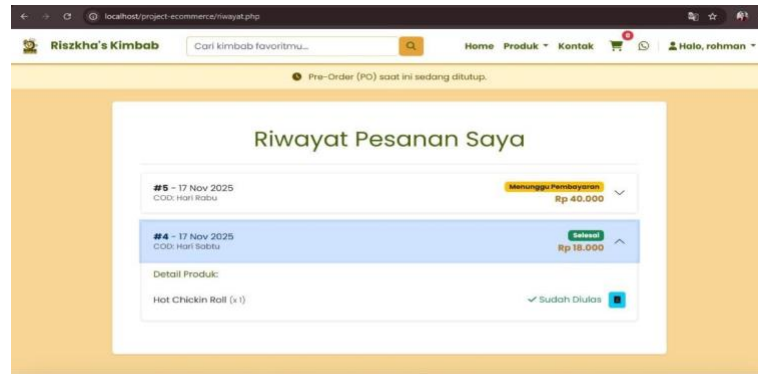 localhost/project-ecommerce/riwayat.php
Riszkha's Kimbab
Cari kimbab favoritmu...
Home Produk Kontak
0
Halo, rohman
Pre-Order (PO) saat ini sedang ditutup.
Riwayat Pesanan Saya
#5 - 17 Nov 2025
Menunggu Pembayaran
COD: Hari Rabu
Rp 40.000
#4 - 17 Nov 2025
Selesai
COD: Hari Sabtu
Rp 18.000
Detail Produk:
Hot Chickin Roll (x 1)
Sudah Diulas